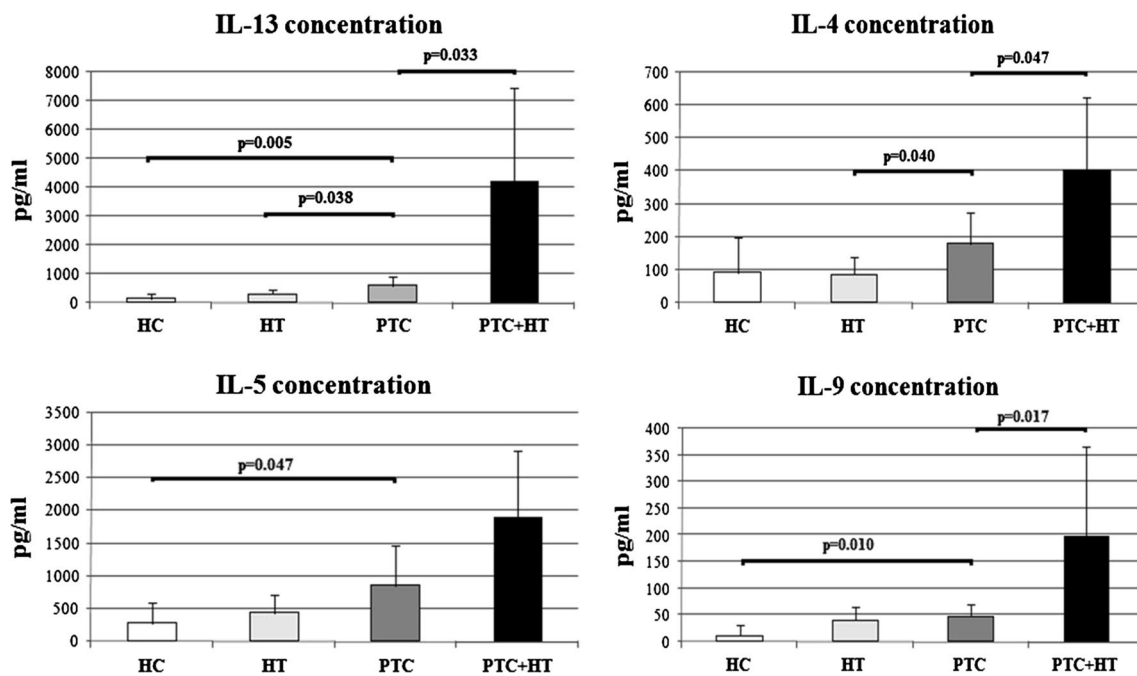 IL-13 concentration
p=0.033
8000
7000
6000
5000
4000
3000
2000
1000
0
pg/ml
p=0.005
p=0.038
HC HT PTC PTC+HT
IL-4 concentration
p=0.047
700
600
500
400
300
200
100
0
pg/ml
p=0.040
HC HT PTC PTC+HT
IL-5 concentration
3500
3000
2500
2000
1500
1000
500
0
pg/ml
p=0.047
HC HT PTC PTC+HT
IL-9 concentration
p=0.017
400
350
300
250
200
150
100
50
0
pg/ml
p=0.010
HC HT PTC PTC+HT